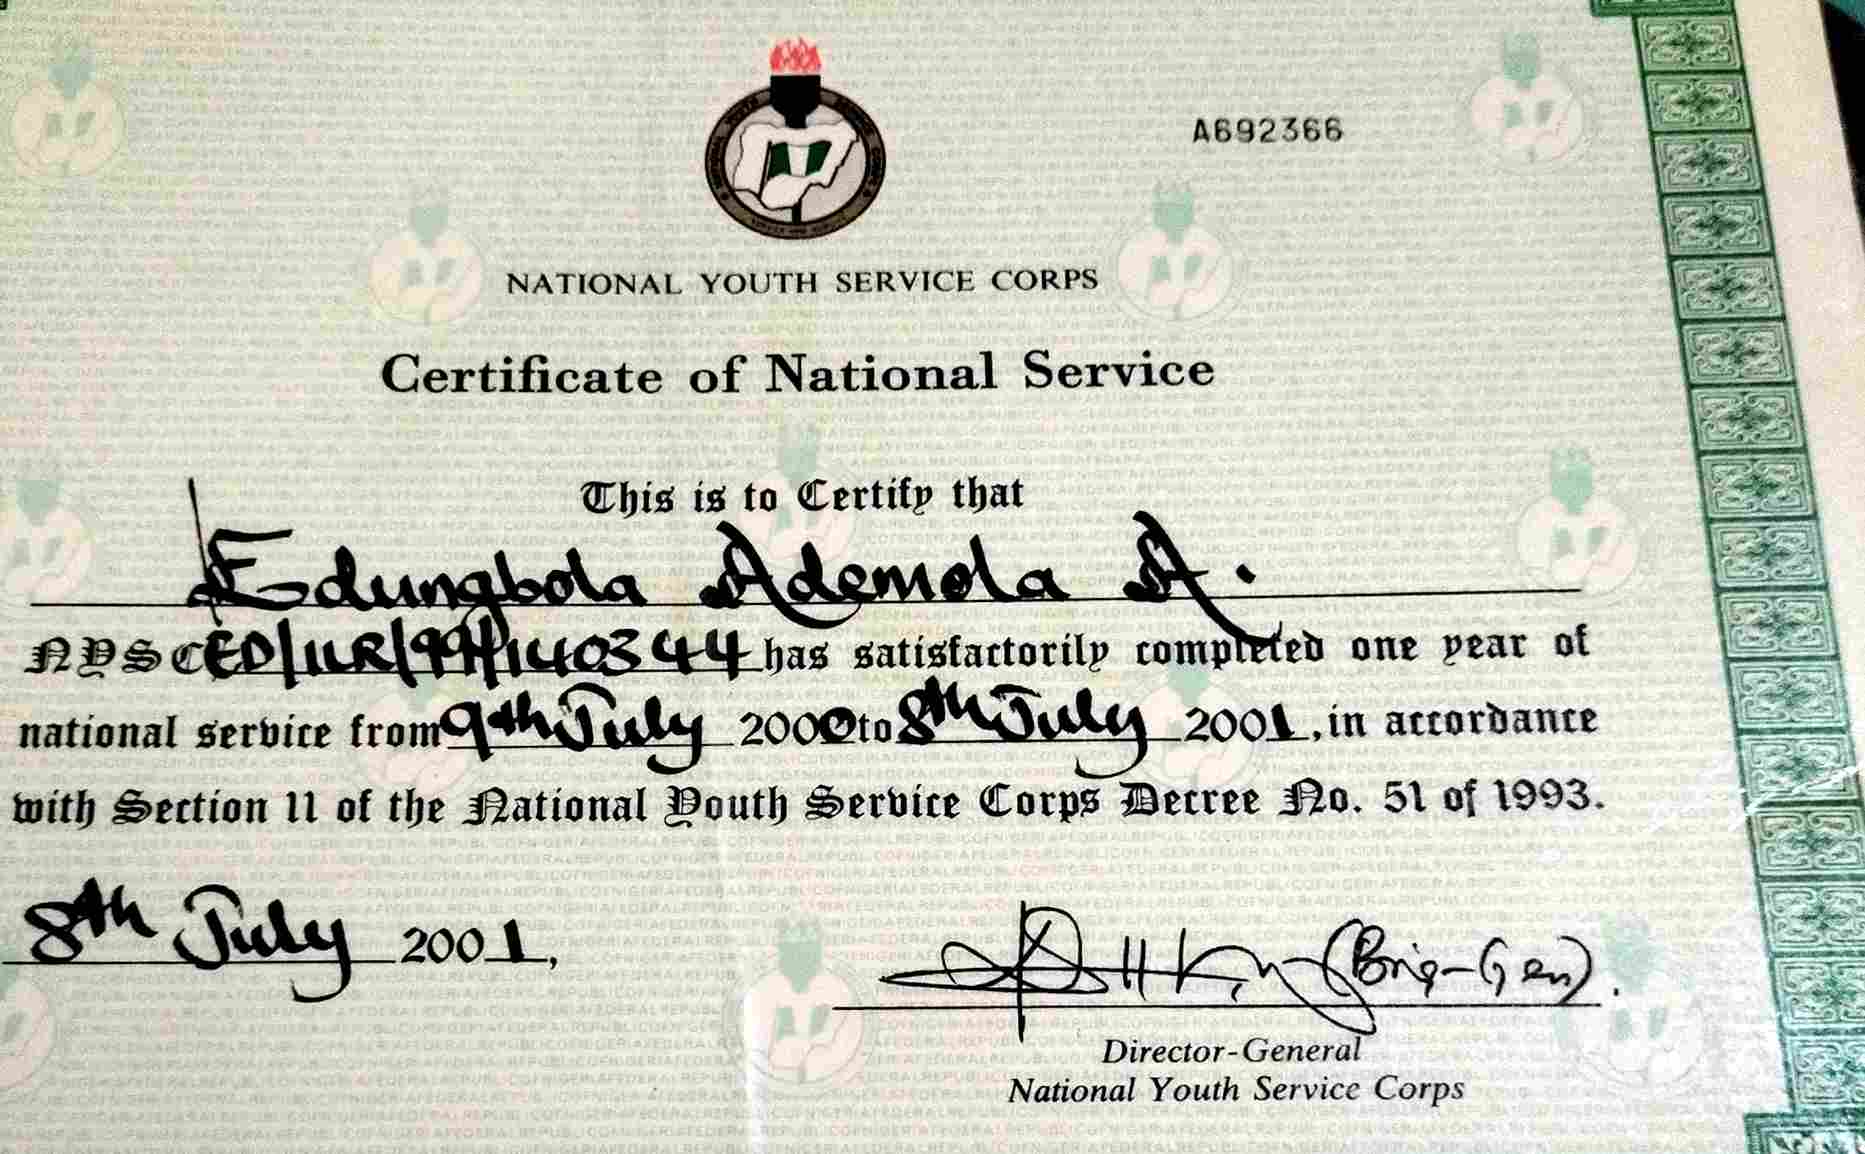 A692366
NATIONAL YOUTH SERVICE CORPS
Certificate of National Service
This is to Certify that
Edungbola Ademola A.
NYSC ED/ILR/99/140344 has satisfactorily completed one year of
national service from 9th July 2000 to 8th July 2001, in accordance
with Section 11 of the National Youth Service Corps Decree No. 51 of 1993.
8th July 2001,
(Brig-Gen).
Director-General
National Youth Service Corps